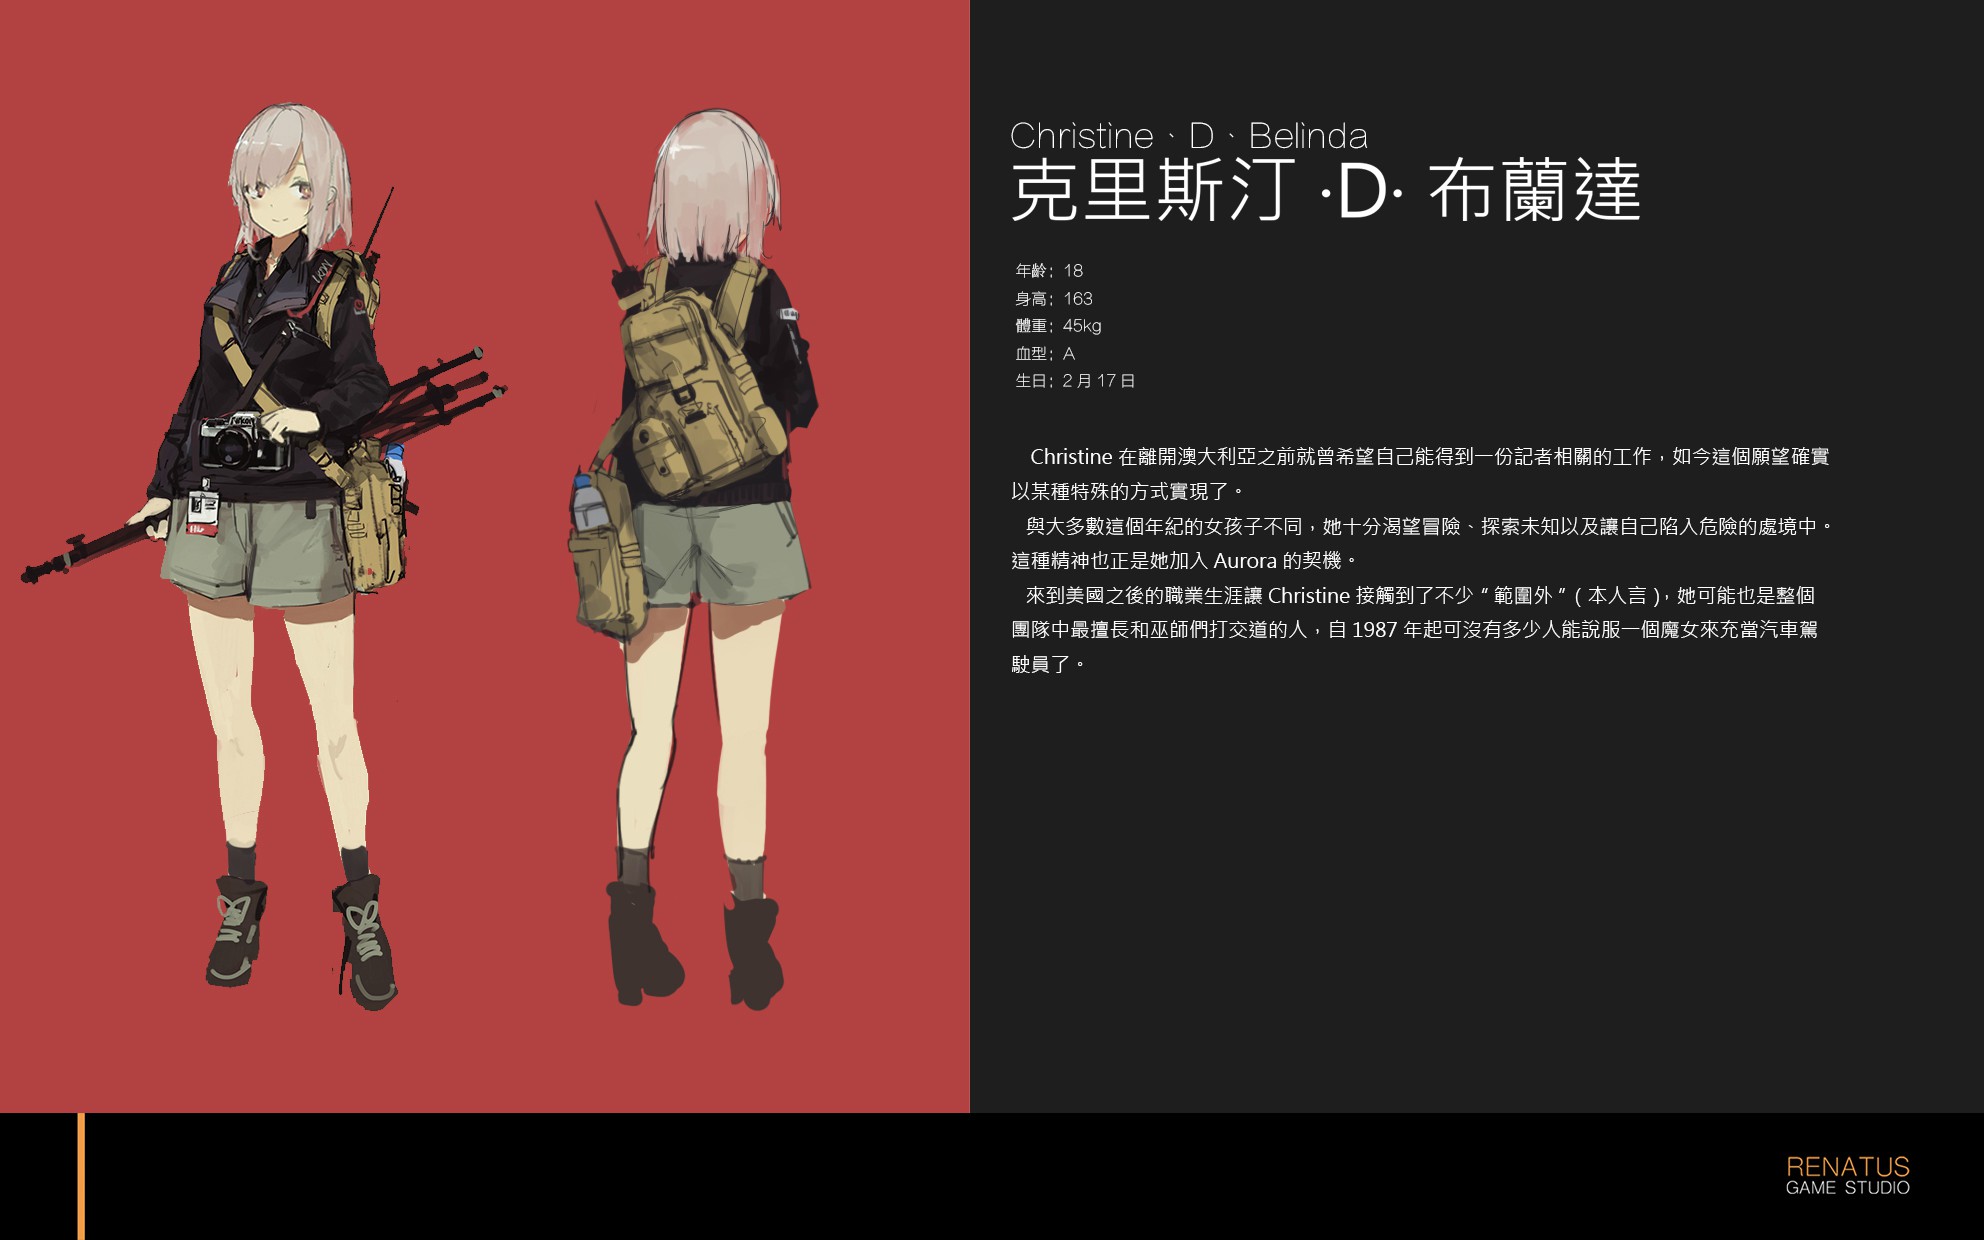 Christine、D、Belinda
克里斯汀 ·D· 布蘭達
年齡：18
身高：163
體重：45kg
血型：A
生日：2 月 17 日
Christine 在離開澳大利亞之前就曾希望自己能得到一份記者相關的工作，如今這個願望確實
以某種特殊的方式實現了。
與大多數這個年紀的女孩子不同，她十分渴望冒險、探索未知以及讓自己陷入危險的處境中。
這種精神也正是她加入 Aurora 的契機。
來到美國之後的職業生涯讓 Christine 接觸到了不少 “ 範圍外 ” ( 本人言 )，她可能也是整個
團隊中最擅長和巫師們打交道的人，自 1987 年起可沒有多少人能說服一個魔女來充當汽車駕
駛員了。
RENATUS
GAME STUDIO